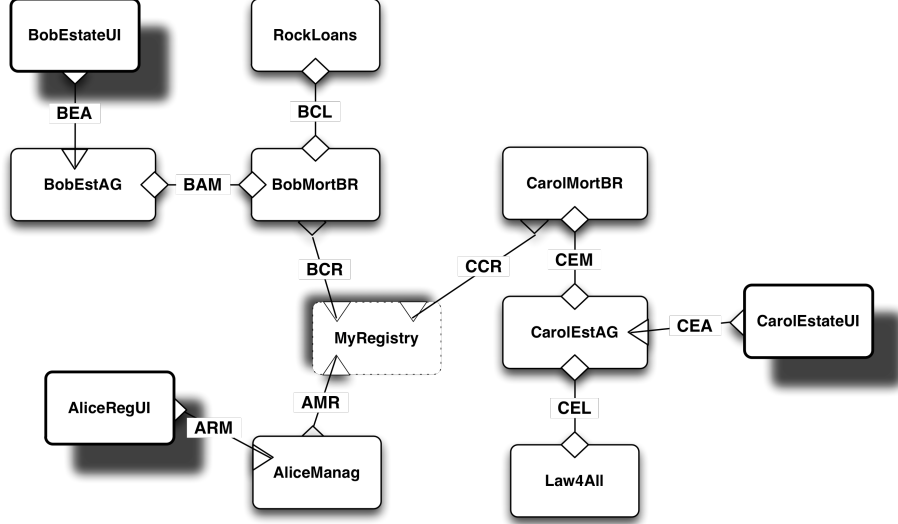 BobEstateUI
RockLoans
BEA
BCL
BobEstAG
BAM
BobMortBR
CarolMortBR
BCR
CCR
CEM
MyRegistry
CarolEstAG
CEA
CarolEstateUI
AliceRegUI
ARM
AMR
CEL
AliceManag
Law4All